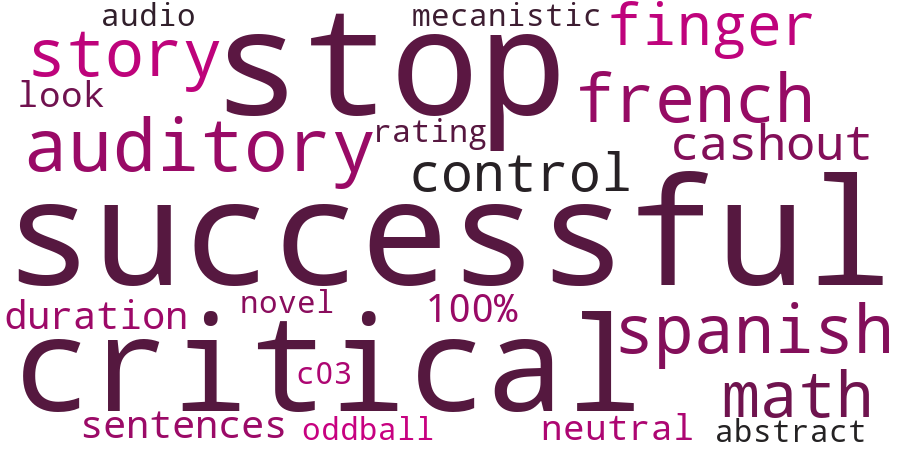 audio
mecanistic
finger
story
stop
look
french
auditory
rating
cashout
control
successful
duration
novel
100%
spanish
critical
c03
math
sentences
oddball
neutral
abstract